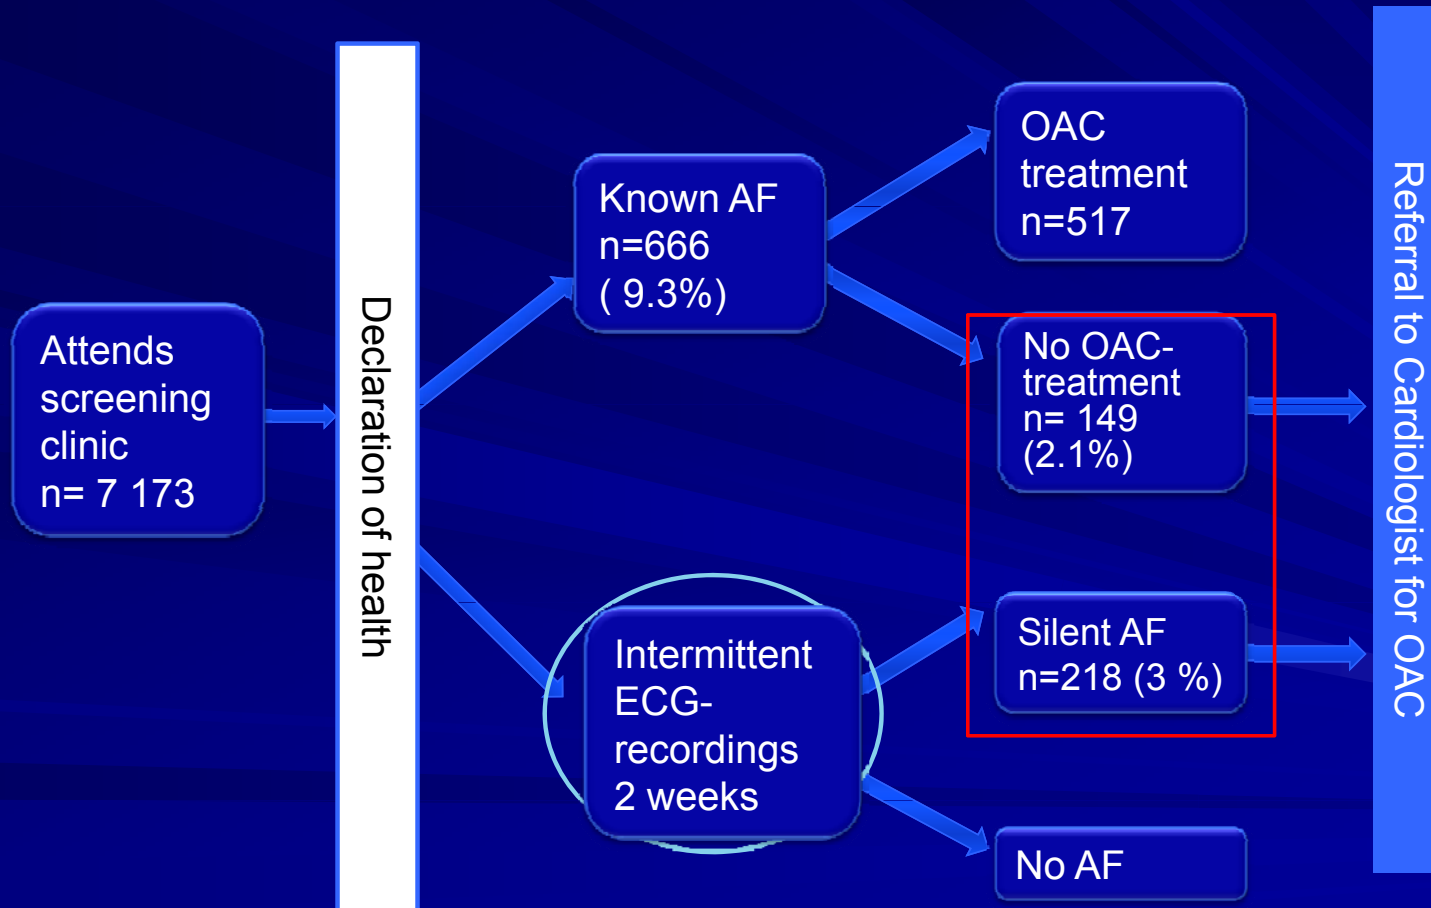 Attends
screening
clinic
n= 7 173
Declaration of health
Known AF
n=666
( 9.3%)
Intermittent
ECG-
recordings
2 weeks
OAC
treatment
n=517
No OAC-
treatment
n= 149
(2.1%)
Silent AF
n=218 (3 %)
No AF
Referral to Cardiologist for OAC